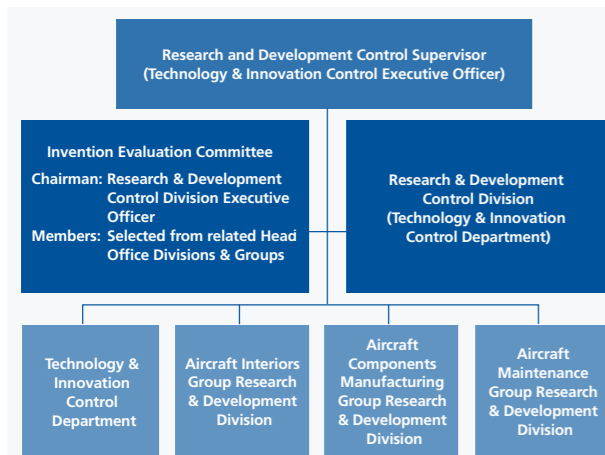 Research and Development Control Supervisor
(Technology & Innovation Control Executive Officer)
Invention Evaluation Committee
Chairman: Research & Development
Control Division Executive
Officer
Members: Selected from related Head
Office Divisions & Groups
Research & Development
Control Division
(Technology & Innovation
Control Department)
Technology &
Innovation
Control
Department
Aircraft Interiors
Group Research
& Development
Division
Aircraft
Components
Manufacturing
Group Research
& Development
Division
Aircraft
Maintenance
Group Research
& Development
Division